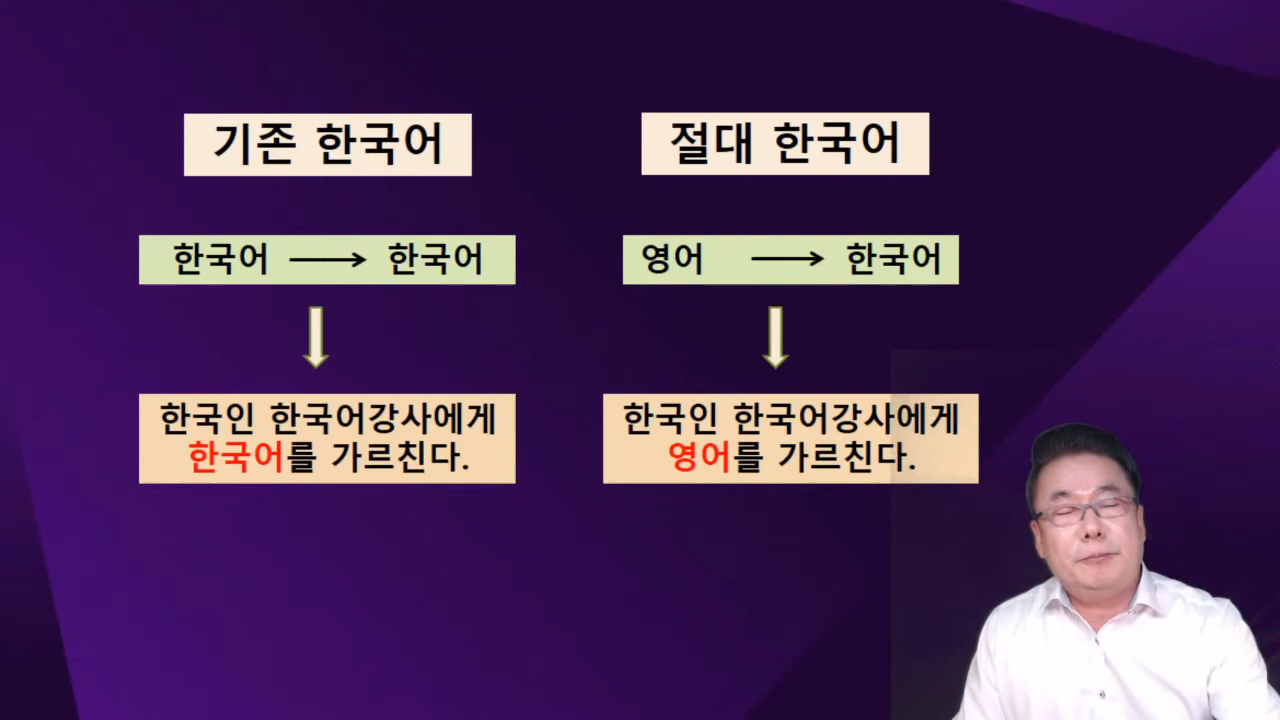 기존 한국어
절대 한국어
한국어 → 한국어
영어 → 한국어
한국인 한국어강사에게
한국어를 가르친다.
한국인 한국어강사에게
영어를 가르친다.